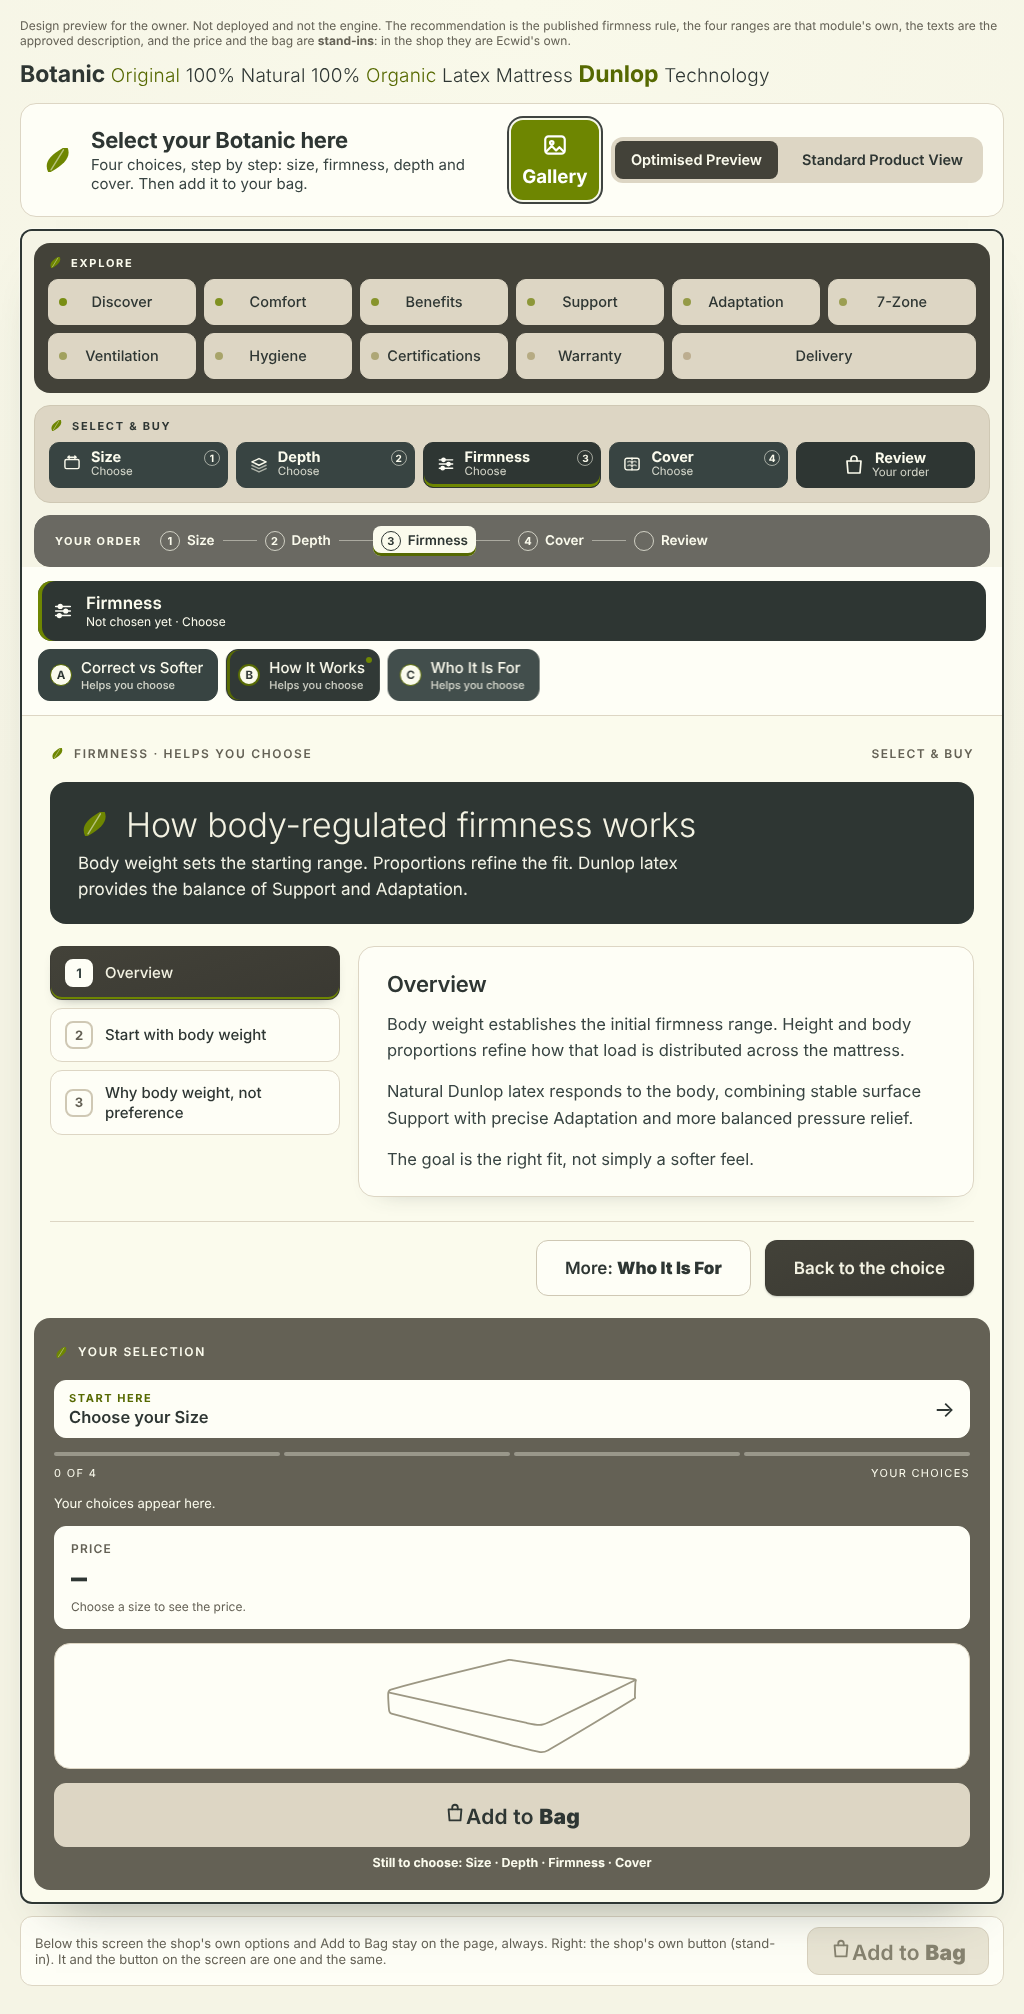 Design preview for the owner. Not deployed and not the engine. The recommendation is the published firmness rule, the four ranges are that module's own, the texts are the
approved description, and the price and the bag are stand-ins: in the shop they are Ecwid's own.
Botanic Original 100% Natural 100% Organic Latex Mattress Dunlop Technology
Select your Botanic here
Four choices, step by step: size, firmness, depth and
cover. Then add it to your bag.
Gallery
Optimised Preview
Standard Product View
EXPLORE
Discover
Comfort
Benefits
Support
Adaptation
7-Zone
Ventilation
Hygiene
Certifications
Warranty
Delivery
SELECT & BUY
Size
Choose
1
Depth
Choose
2
Firmness
Choose
3
Cover
Choose
4
Review
Your order
YOUR ORDER
1 Size
2 Depth
3 Firmness
4 Cover
Review
Firmness
Not chosen yet · Choose
A
Correct vs Softer
Helps you choose
B
How It Works
Helps you choose
C
Who It Is For
Helps you choose
FIRMNESS · HELPS YOU CHOOSE
SELECT & BUY
How body-regulated firmness works
Body weight sets the starting range. Proportions refine the fit. Dunlop latex
provides the balance of Support and Adaptation.
1 Overview
2 Start with body weight
3 Why body weight, not
preference
Overview
Body weight establishes the initial firmness range. Height and body
proportions refine how that load is distributed across the mattress.
Natural Dunlop latex responds to the body, combining stable surface
Support with precise Adaptation and more balanced pressure relief.
The goal is the right fit, not simply a softer feel.
More: Who It Is For
Back to the choice
YOUR SELECTION
START HERE
Choose your Size
0 OF 4
YOUR CHOICES
Your choices appear here.
PRICE
–
Choose a size to see the price.
Add to Bag
Still to choose: Size · Depth · Firmness · Cover
Below this screen the shop's own options and Add to Bag stay on the page, always. Right: the shop's own button (stand-
in). It and the button on the screen are one and the same.
Add to Bag